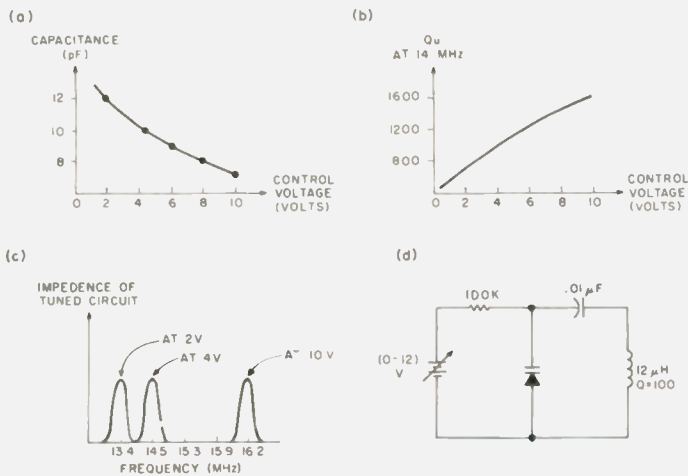 (a)
CAPACITANCE
(pF)
12
10
8
0 2 4 6 8 10
CONTROL
VOLTAGE
(VOLTS)
(b)
Qu
AT 14 MHz
1600
1200
800
0 2 4 6 8 10
CONTROL
VOLTAGE
(VOLTS)
(c)
IMPEDENCE OF
TUNED CIRCUIT
AT 2V
AT 4V
AT 10V
13 4 14 5 15 3 15 9 16 2
FREQUENCY (MHz)
(d)
100K
.01 µF
(0-12)
V
12 µH
Q=100